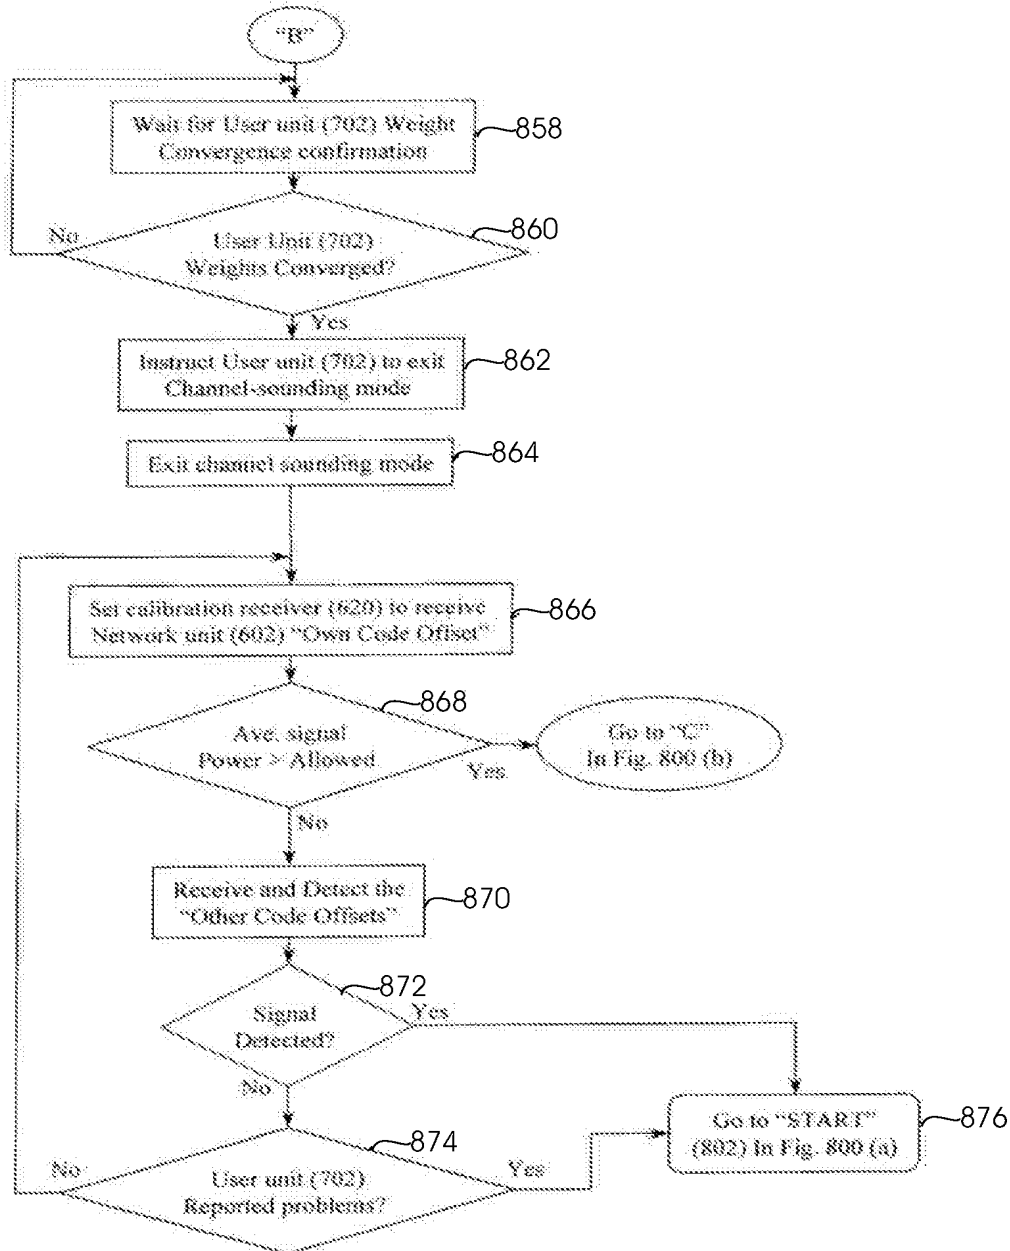 "B"
Wait for User unit (702) Weight
Convergence confirmation
858
860
No
User Unit (702)
Weights Converged?
Yes
Instruct User unit (702) to exit
Channel-sounding mode
862
Exit channel sounding mode
864
Set calibration receiver (620) to receive
Network unit (602) "Own Code Offset"
866
868
Ave. signal
Power > Allowed
Yes
Go to "C"
In Fig. 800 (b)
No
Receive and Detect the
"Other Code Offsets"
870
872
Signal
Detected?
Yes
No
Go to "START"
(802) In Fig. 800 (a)
876
874
No
User unit (702)
Reported problems?
Yes